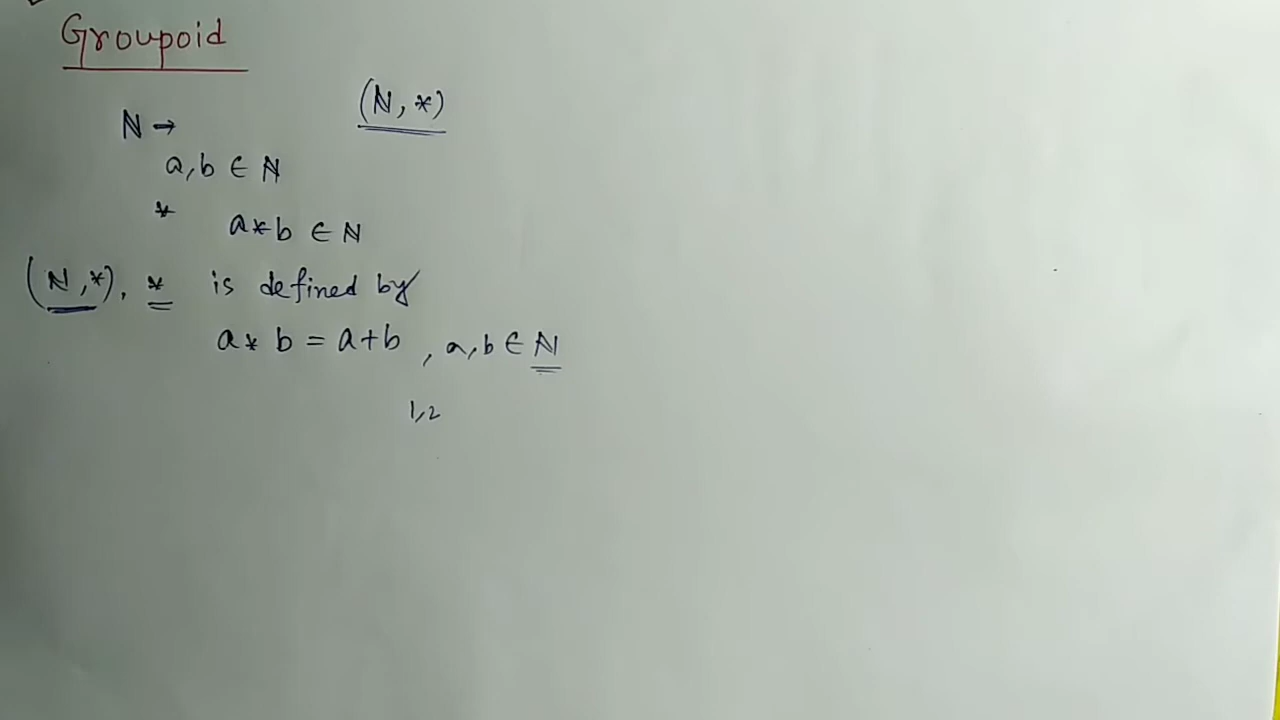 Groupoid
(ℕ, *)
ℕ →
a, b ∈ ℕ
* a * b ∈ ℕ
(ℕ, *), * is defined by
a * b = a + b , a, b ∈ ℕ
1, 2